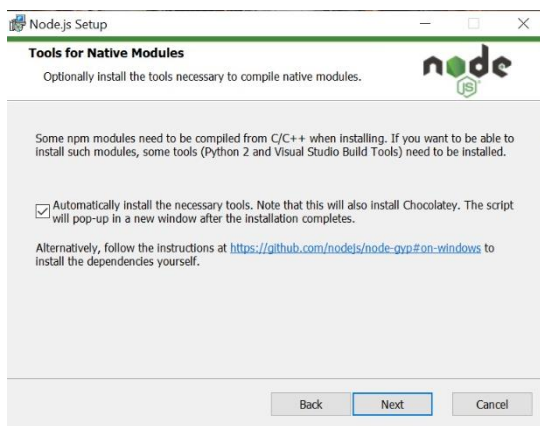 Node.js Setup
Tools for Native Modules
Optionally install the tools necessary to compile native modules.
node
JS
Some npm modules need to be compiled from C/C++ when installing. If you want to be able to
install such modules, some tools (Python 2 and Visual Studio Build Tools) need to be installed.
Automatically install the necessary tools. Note that this will also install Chocolatey. The script
will pop-up in a new window after the installation completes.
Alternatively, follow the instructions at https://github.com/nodejs/node-gyp#on-windows to
install the dependencies yourself.
Back Next Cancel